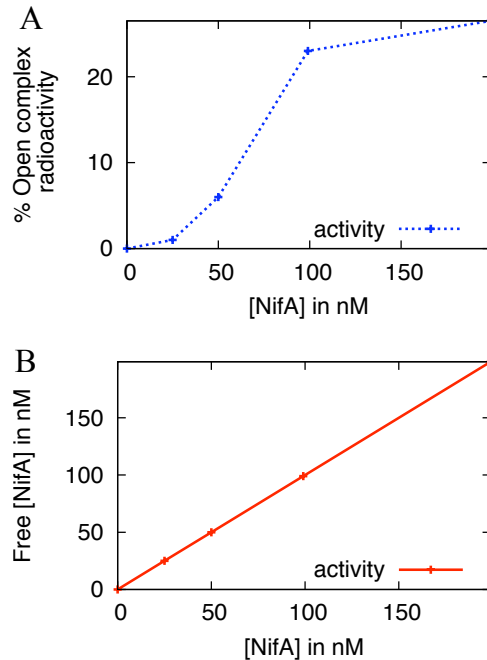 A
% Open complex
radioactivity
20
10
0
activity
0 50 100 150
[NifA] in nM
B
Free [NifA] in nM
150
100
50
0
activity
0 50 100 150
[NifA] in nM